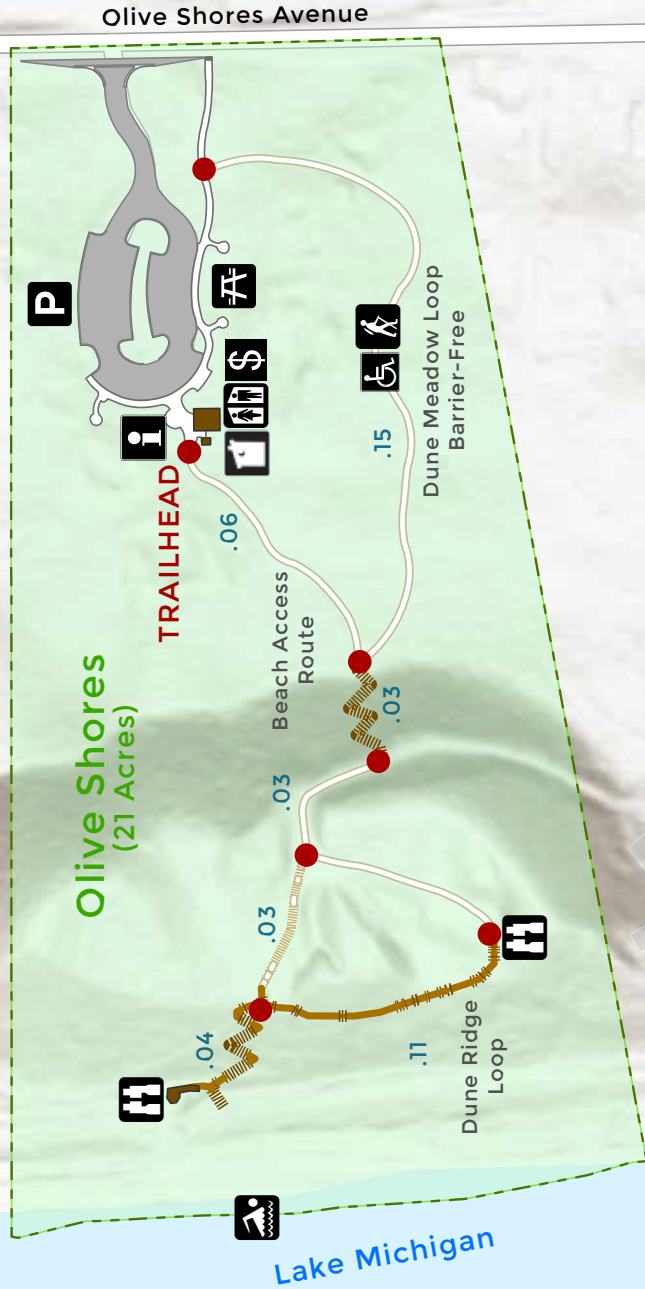 Olive Shores Avenue
P
$
i
TRAILHEAD
.06
.15
Dune Meadow Loop
Barrier-Free
Beach Access
Route
.03
Olive Shores
(21 Acres)
.03
.03
.04
.11
Dune Ridge
Loop
Lake Michigan